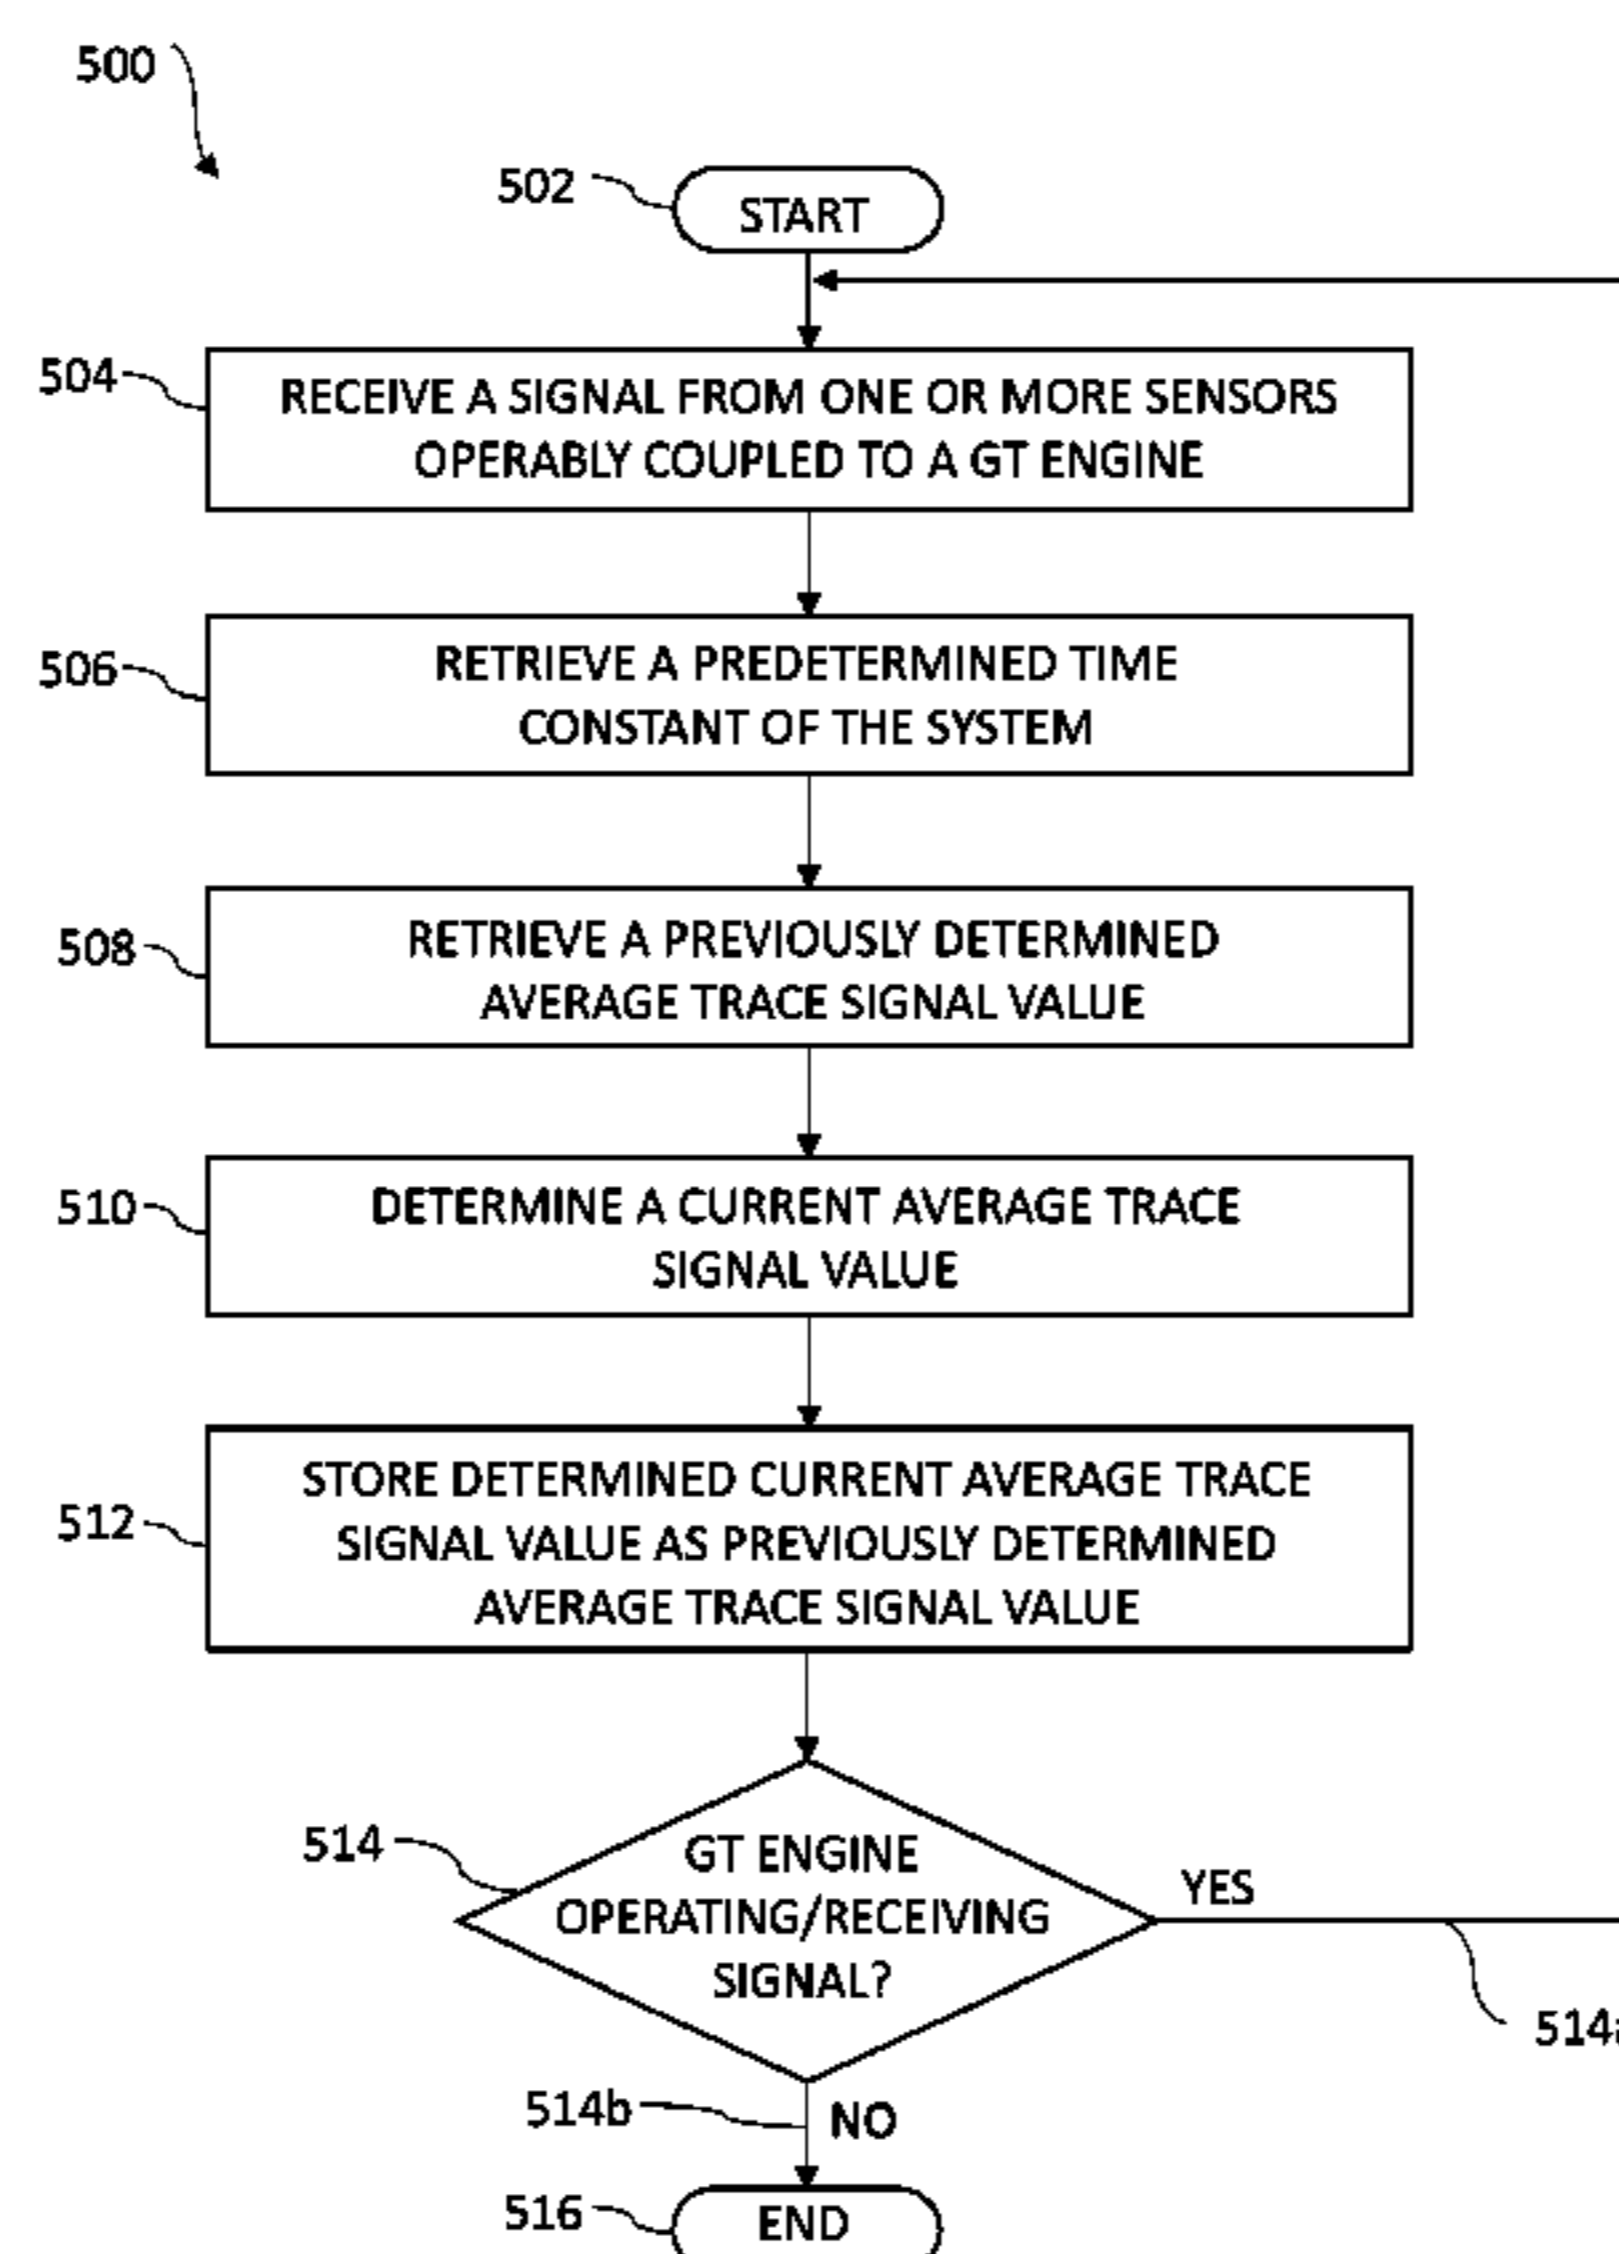 500
502
START
504
RECEIVE A SIGNAL FROM ONE OR MORE SENSORS
OPERABLY COUPLED TO A GT ENGINE
506
RETRIEVE A PREDETERMINED TIME
CONSTANT OF THE SYSTEM
508
RETRIEVE A PREVIOUSLY DETERMINED
AVERAGE TRACE SIGNAL VALUE
510
DETERMINE A CURRENT AVERAGE TRACE
SIGNAL VALUE
512
STORE DETERMINED CURRENT AVERAGE TRACE
SIGNAL VALUE AS PREVIOUSLY DETERMINED
AVERAGE TRACE SIGNAL VALUE
514
GT ENGINE
OPERATING/RECEIVING
SIGNAL?
YES
514b
NO
516
END